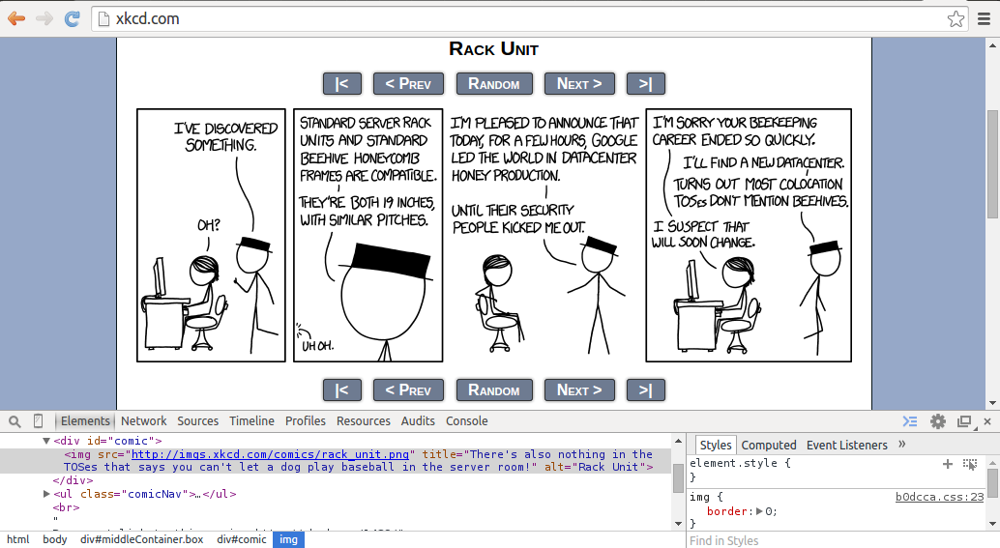 xkcd.com
Rack Unit
|< < Prev Random Next > >|
I'VE DISCOVERED
SOMETHING.
OH?
STANDARD SERVER RACK
UNITS AND STANDARD
BEEHIVE HONEYCOMB
FRAMES ARE COMPATIBLE.
THEY'RE BOTH 19 INCHES,
WITH SIMILAR PITCHES.
UH OH.
I'M PLEASED TO ANNOUNCE THAT
TODAY, FOR A FEW HOURS, GOOGLE
LED THE WORLD IN DATACENTER
HONEY PRODUCTION.
UNTIL THEIR SECURITY
PEOPLE KICKED ME OUT.
I'M SORRY YOUR BEEKEEPING
CAREER ENDED SO QUICKLY.
I'LL FIND A NEW DATACENTER.
TURNS OUT MOST COLOCATION
TOSes DON'T MENTION BEEHIVES.
I SUSPECT THAT
WILL SOON CHANGE.
|< < Prev Random Next > >|
Elements Network Sources Timeline Profiles Resources Audits Console
<div id="comic">
<img src="http://imgs.xkcd.com/comics/rack_unit.png" title="There's also nothing in the
TOSes that says you can't let a dog play baseball in the server room!" alt="Rack Unit">
</div>
<ul class="comicNav">…</ul>
<br>
"
html body div#middleContainer.box div#comic img
Styles Computed Event Listeners »
element.style {
}
img { b0dcca.css:23
border: 0;
}
Find in Styles